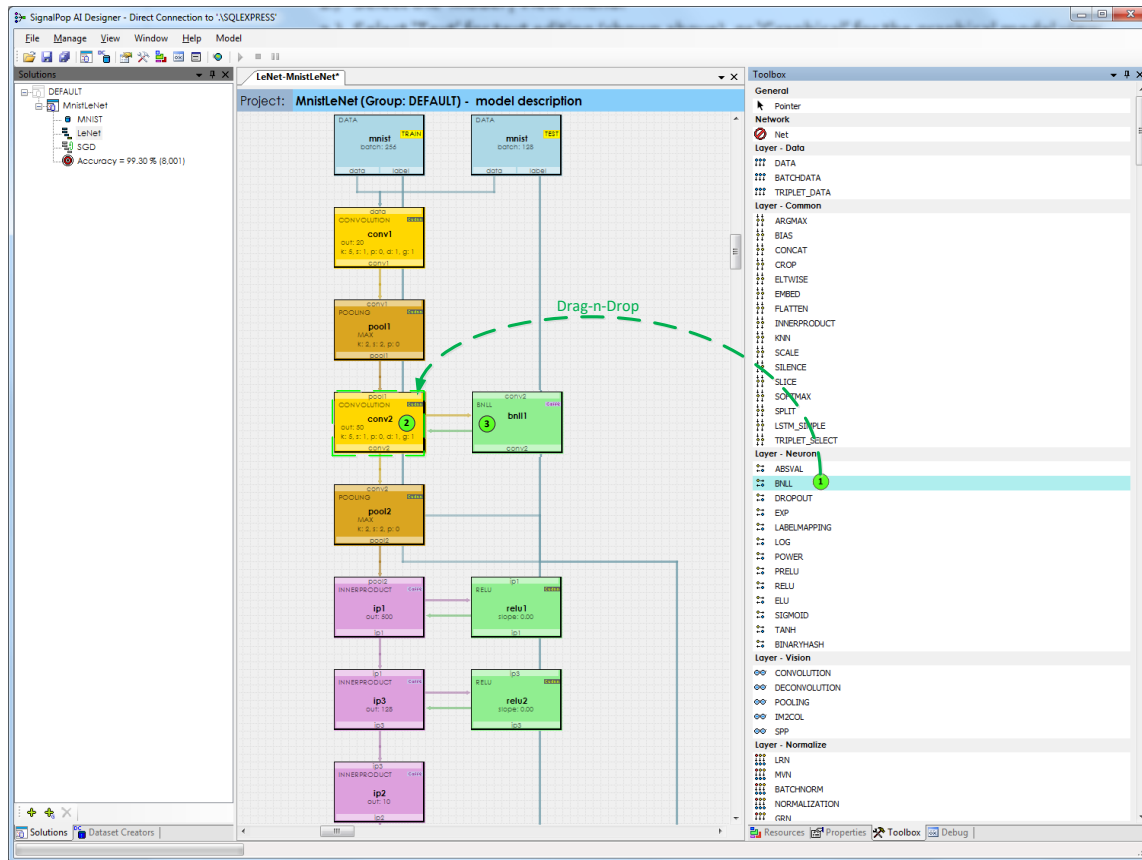 SignalPop AI Designer - Direct Connection to '.\SQLEXPRESS'
File Manage View Window Help Model
Solutions
DEFAULT
MnistLeNet
MNIST
LeNet
SGD
Accuracy = 99.30 % (8,001)
Solutions Dataset Creators
LeNet-MnistLeNet*
Project: MnistLeNet (Group: DEFAULT) - model description
DATA
TRAIN
mnist
batch: 256
data label
DATA
TEST
mnist
batch: 128
data label
data
CONVOLUTION
conv1
out: 20
k: 5, s: 1, p: 0, d: 1, g: 1
conv1
conv1
POOLING
pool1
MAX
k: 2, s: 2, p: 0
pool1
Drag-n-Drop
pool1
CONVOLUTION
conv2
2
out: 50
k: 5, s: 1, p: 0, d: 1, g: 1
conv2
conv2
BNLL
bnll1
3
conv2
conv2
POOLING
pool2
MAX
k: 2, s: 2, p: 0
pool2
pool2
INNERPRODUCT
ip1
out: 500
ip1
ip1
RELU
relu1
slope: 0.00
ip1
ip1
INNERPRODUCT
ip3
out: 128
ip3
ip3
RELU
relu2
slope: 0.00
ip3
ip3
INNERPRODUCT
ip2
out: 10
ip2
Toolbox
General
Pointer
Network
Net
Layer - Data
DATA
BATCHDATA
TRIPLET_DATA
Layer - Common
ARGMAX
BIAS
CONCAT
CROP
ELTWISE
EMBED
FLATTEN
INNERPRODUCT
KNN
SCALE
SILENCE
SLICE
SOFTMAX
SPLIT
LSTM_SIMPLE
TRIPLET_SELECT
Layer - Neuron
ABSVAL
BNLL
1
DROPOUT
EXP
LABELMAPPING
LOG
POWER
PRELU
RELU
ELU
SIGMOID
TANH
BINARYHASH
Layer - Vision
CONVOLUTION
DECONVOLUTION
POOLING
IM2COL
SPP
Layer - Normalize
LRN
MVN
BATCHNORM
NORMALIZATION
GRN
Resources Properties Toolbox Debug